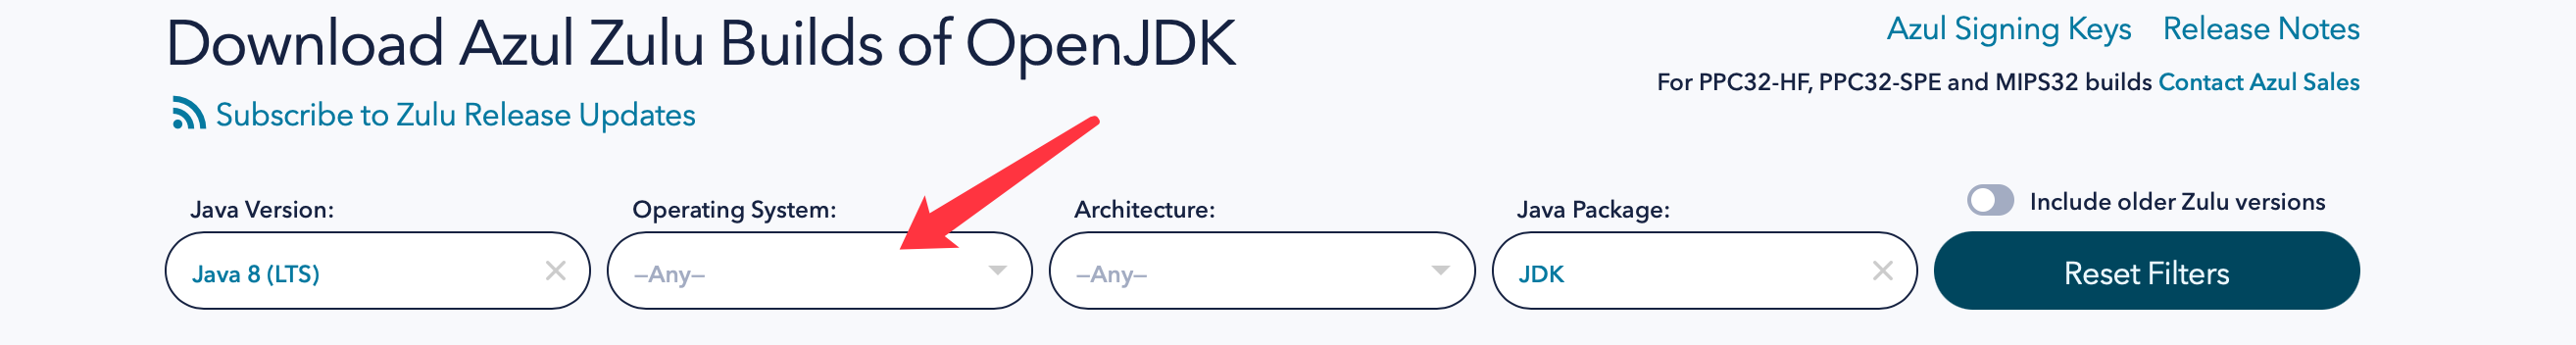 Download Azul Zulu Builds of OpenJDK
Azul Signing Keys Release Notes
For PPC32-HF, PPC32-SPE and MIPS32 builds Contact Azul Sales
Subscribe to Zulu Release Updates
Java Version:
Java 8 (LTS)
Operating System:
–Any–
Architecture:
–Any–
Java Package:
JDK
Include older Zulu versions
Reset Filters